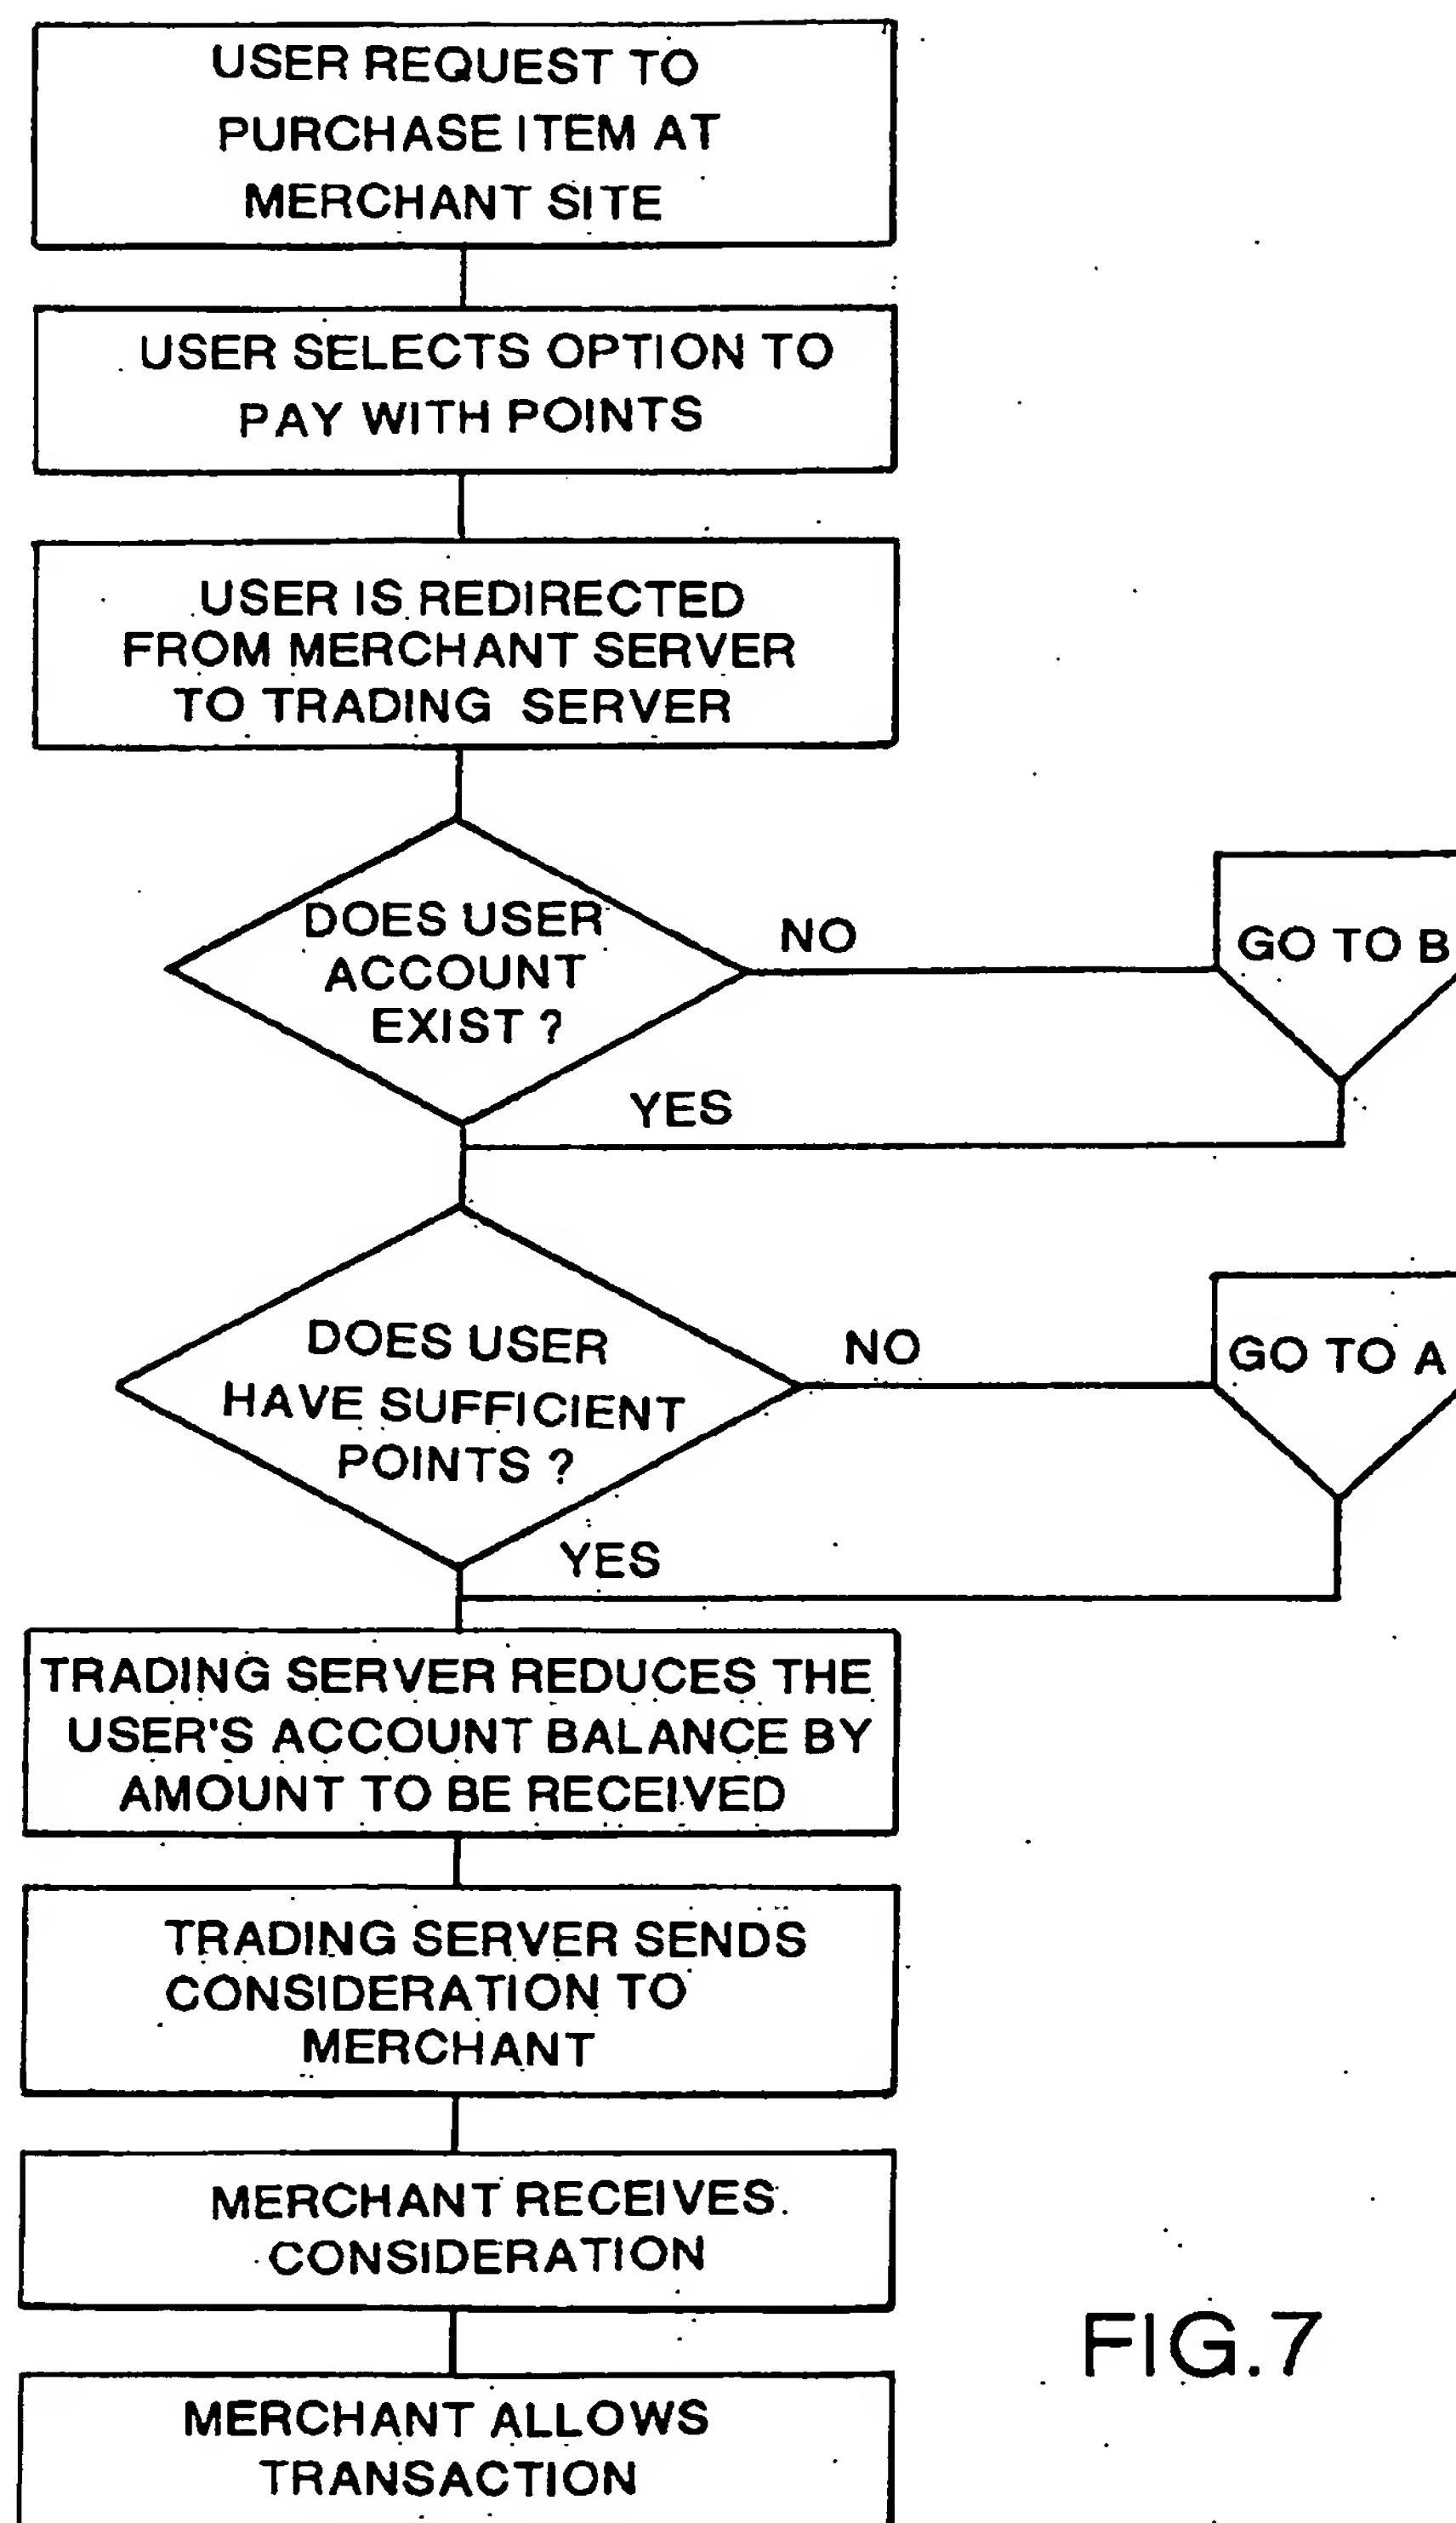 USER REQUEST TO
PURCHASE ITEM AT
MERCHANT SITE
USER SELECTS OPTION TO
PAY WITH POINTS
USER IS REDIRECTED
FROM MERCHANT SERVER
TO TRADING SERVER
DOES USER
ACCOUNT
EXIST ?
NO
GO TO B
YES
DOES USER
HAVE SUFFICIENT
POINTS ?
NO
GO TO A
YES
TRADING SERVER REDUCES THE
USER'S ACCOUNT BALANCE BY
AMOUNT TO BE RECEIVED
TRADING SERVER SENDS
CONSIDERATION TO
MERCHANT
MERCHANT RECEIVES
CONSIDERATION
MERCHANT ALLOWS
TRANSACTION
FIG.7